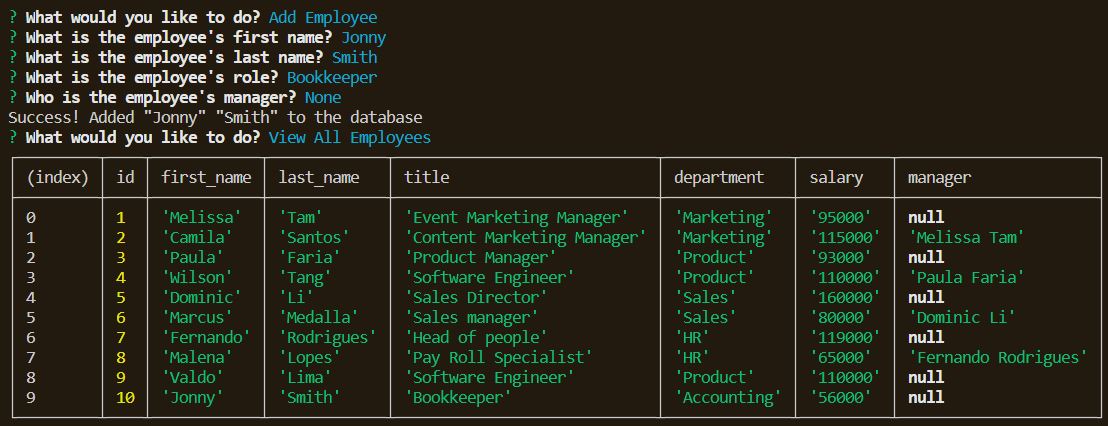 ? What would you like to do? Add Employee
? What is the employee's first name? Jonny
? What is the employee's last name? Smith
? What is the employee's role? Bookkeeper
? Who is the employee's manager? None
Success! Added "Jonny" "Smith" to the database
? What would you like to do? View All Employees
(index) id first_name last_name title department salary manager
0 1 'Melissa' 'Tam' 'Event Marketing Manager' 'Marketing' '95000' null
1 2 'Camila' 'Santos' 'Content Marketing Manager' 'Marketing' '115000' 'Melissa Tam'
2 3 'Paula' 'Faria' 'Product Manager' 'Product' '93000' null
3 4 'Wilson' 'Tang' 'Software Engineer' 'Product' '110000' 'Paula Faria'
4 5 'Dominic' 'Li' 'Sales Director' 'Sales' '160000' null
5 6 'Marcus' 'Medalla' 'Sales manager' 'Sales' '80000' 'Dominic Li'
6 7 'Fernando' 'Rodrigues' 'Head of people' 'HR' '119000' null
7 8 'Malena' 'Lopes' 'Pay Roll Specialist' 'HR' '65000' 'Fernando Rodrigues'
8 9 'Valdo' 'Lima' 'Software Engineer' 'Product' '110000' null
9 10 'Jonny' 'Smith' 'Bookkeeper' 'Accounting' '56000' null